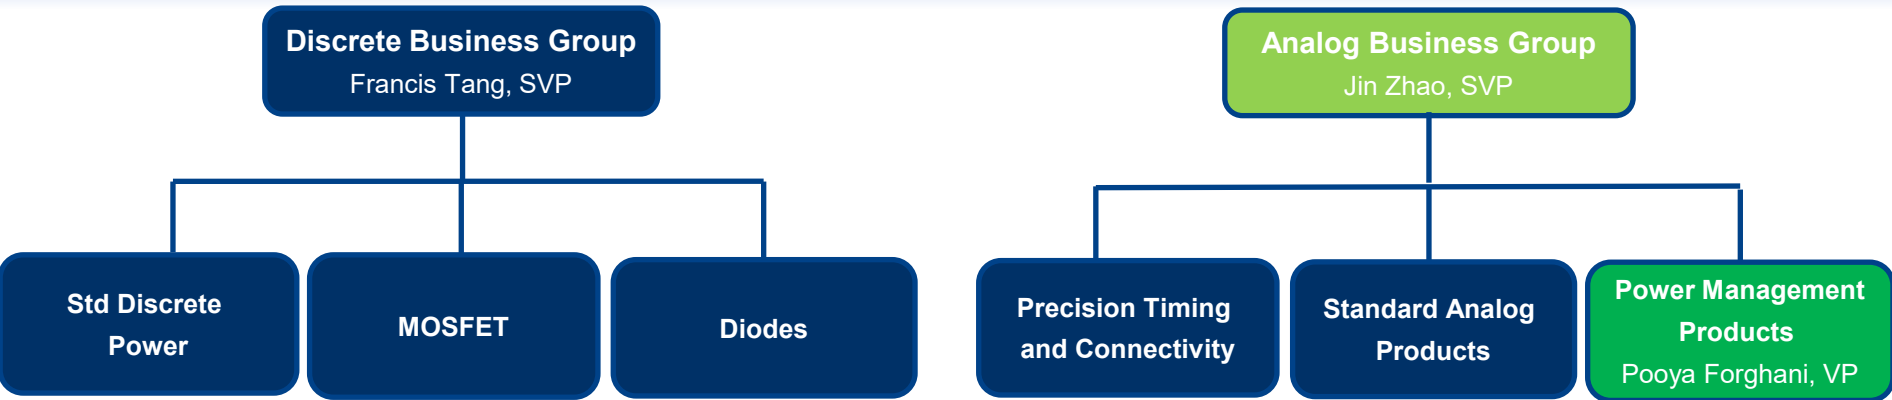 Discrete Business Group
Francis Tang, SVP
Analog Business Group
Jin Zhao, SVP
Std Discrete
Power
MOSFET
Diodes
Precision Timing
and Connectivity
Standard Analog
Products
Power Management
Products
Pooya Forghani, VP